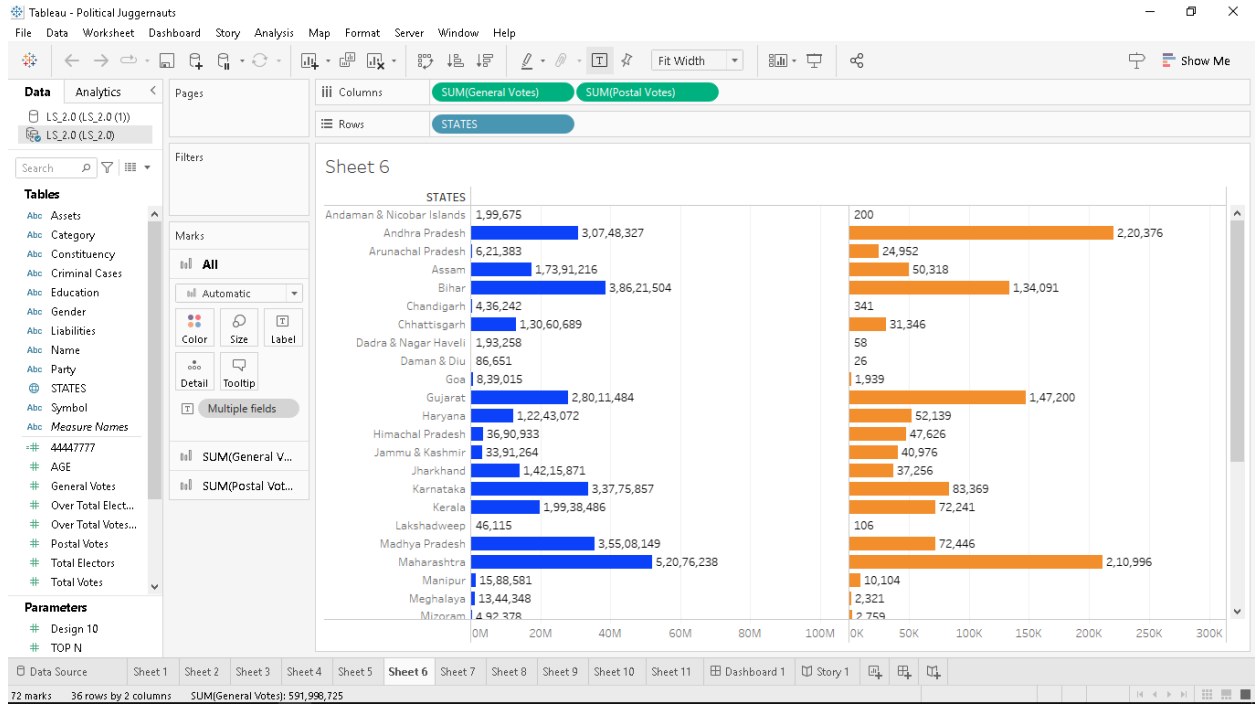 Tableau - Political Juggernauts
File Data Worksheet Dashboard Story Analysis Map Format Server Window Help
Fit Width
Show Me
Data Analytics
LS_2.0 (LS_2.0 (1))
LS_2.0 (LS_2.0)
Search
Tables
Abc Assets
Abc Category
Abc Constituency
Abc Criminal Cases
Abc Education
Abc Gender
Abc Liabilities
Abc Name
Abc Party
STATES
Abc Symbol
Abc Measure Names
=# 44447777
# AGE
# General Votes
# Over Total Elect...
# Over Total Votes...
# Postal Votes
# Total Electors
# Total Votes
Parameters
# Design 10
# TOP N
Pages
Filters
Marks
All
Automatic
Color Size Label
Detail Tooltip
Multiple fields
SUM(General V...
SUM(Postal Vot...
Columns SUM(General Votes) SUM(Postal Votes)
Rows STATES
Sheet 6
STATES
Andaman & Nicobar Islands 1,99,675 200
Andhra Pradesh 3,07,48,327 2,20,376
Arunachal Pradesh 6,21,383 24,952
Assam 1,73,91,216 50,318
Bihar 3,86,21,504 1,34,091
Chandigarh 4,36,242 341
Chhattisgarh 1,30,60,689 31,346
Dadra & Nagar Haveli 1,93,258 58
Daman & Diu 86,651 26
Goa 8,39,015 1,939
Gujarat 2,80,11,484 1,47,200
Haryana 1,22,43,072 52,139
Himachal Pradesh 36,90,933 47,626
Jammu & Kashmir 33,91,264 40,976
Jharkhand 1,42,15,871 37,256
Karnataka 3,37,75,857 83,369
Kerala 1,99,38,486 72,241
Lakshadweep 46,115 106
Madhya Pradesh 3,55,08,149 72,446
Maharashtra 5,20,76,238 2,10,996
Manipur 15,88,581 10,104
Meghalaya 13,44,348 2,321
Mizoram 4,92,378 2,759
0M 20M 40M 60M 80M 100M 0K 50K 100K 150K 200K 250K 300K
Data Source Sheet 1 Sheet 2 Sheet 3 Sheet 4 Sheet 5 Sheet 6 Sheet 7 Sheet 8 Sheet 9 Sheet 10 Sheet 11 Dashboard 1 Story 1
72 marks 36 rows by 2 columns SUM(General Votes): 591,998,725